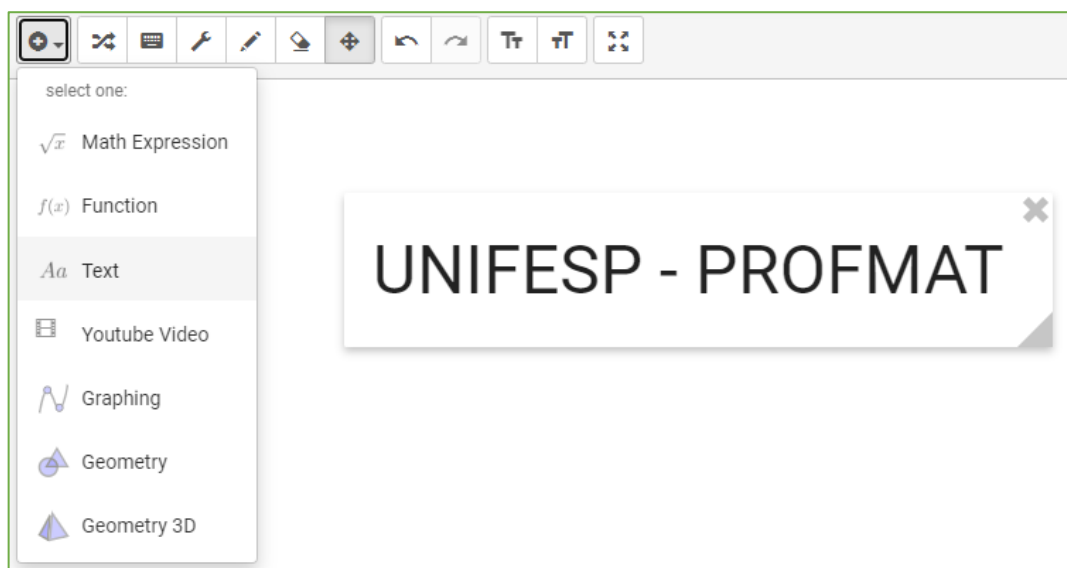 select one:
√x Math Expression
f(x) Function
Aa Text
Youtube Video
Graphing
Geometry
Geometry 3D
UNIFESP - PROFMAT